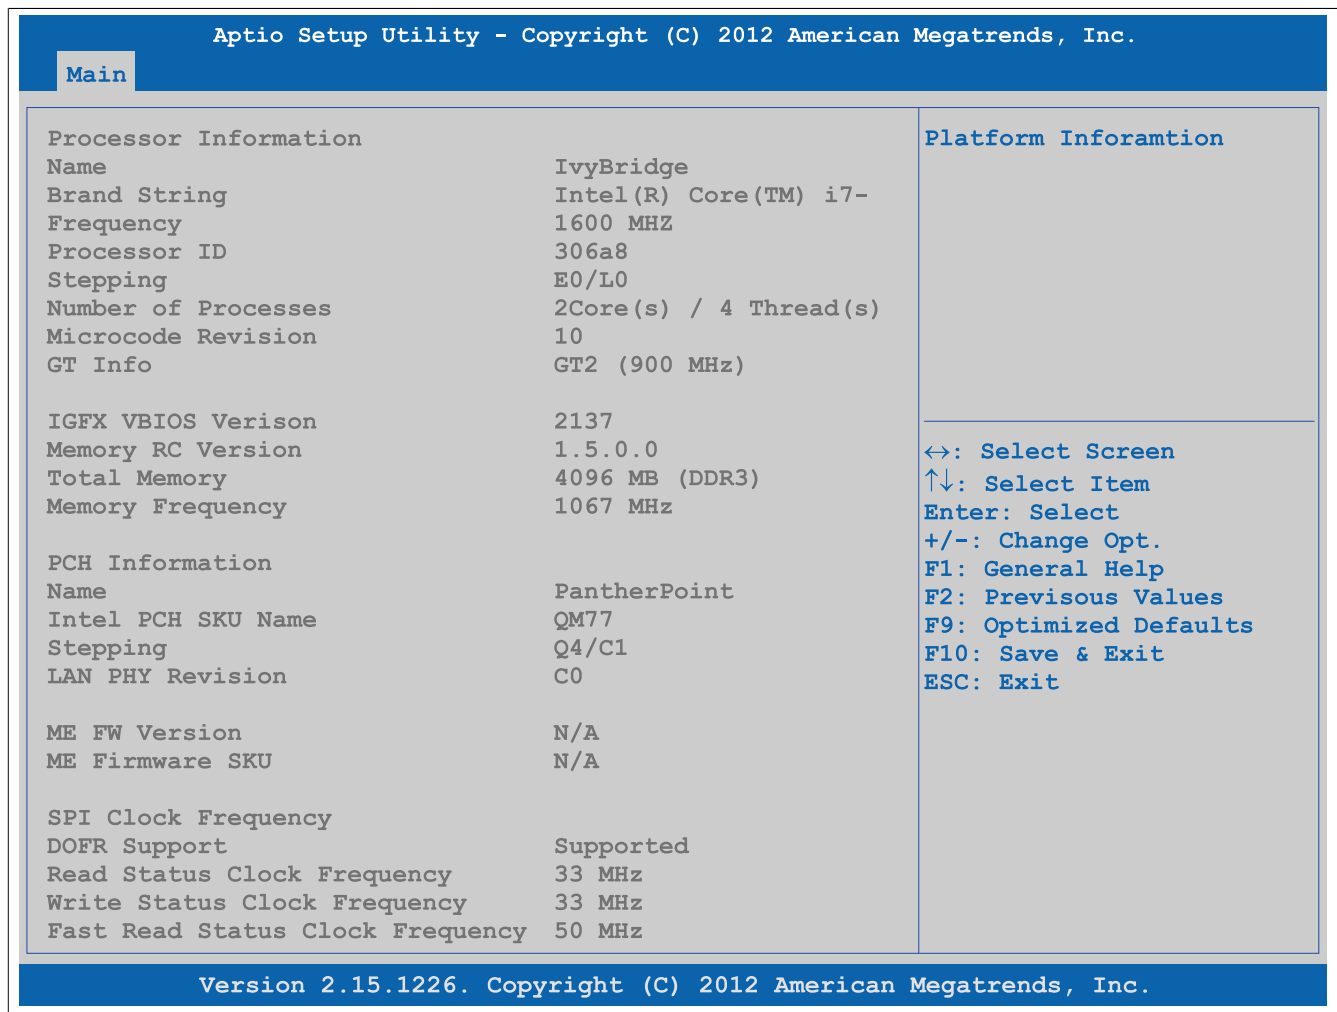 Aptio Setup Utility - Copyright (C) 2012 American Megatrends, Inc.
Main
Processor Information
Name IvyBridge
Brand String Intel(R) Core(TM) i7-
Frequency 1600 MHZ
Processor ID 306a8
Stepping E0/L0
Number of Processes 2Core(s) / 4 Thread(s)
Microcode Revision 10
GT Info GT2 (900 MHz)
IGFX VBIOS Verison 2137
Memory RC Version 1.5.0.0
Total Memory 4096 MB (DDR3)
Memory Frequency 1067 MHz
PCH Information
Name PantherPoint
Intel PCH SKU Name QM77
Stepping Q4/C1
LAN PHY Revision C0
ME FW Version N/A
ME Firmware SKU N/A
SPI Clock Frequency
DOFR Support Supported
Read Status Clock Frequency 33 MHz
Write Status Clock Frequency 33 MHz
Fast Read Status Clock Frequency 50 MHz
Platform Inforamtion
↔: Select Screen
↑↓: Select Item
Enter: Select
+/-: Change Opt.
F1: General Help
F2: Previsous Values
F9: Optimized Defaults
F10: Save & Exit
ESC: Exit
Version 2.15.1226. Copyright (C) 2012 American Megatrends, Inc.